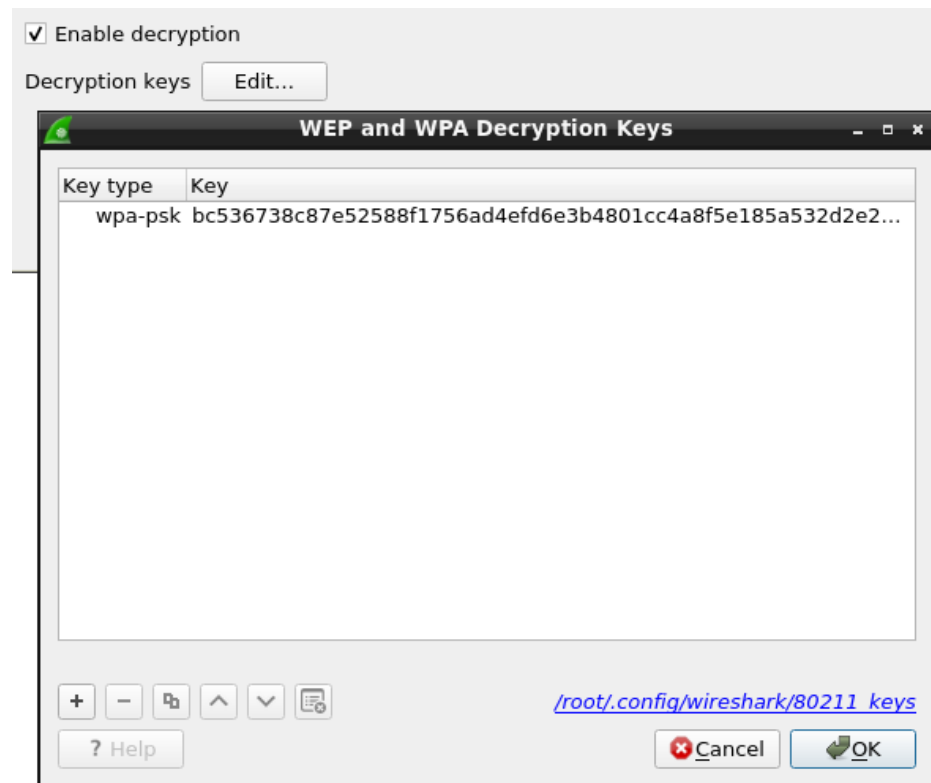 Enable decryption
Decryption keys Edit...
WEP and WPA Decryption Keys
Key type Key
wpa-psk bc536738c87e52588f1756ad4efd6e3b4801cc4a8f5e185a532d2e2...
/root/.config/wireshark/80211_keys
? Help Cancel OK